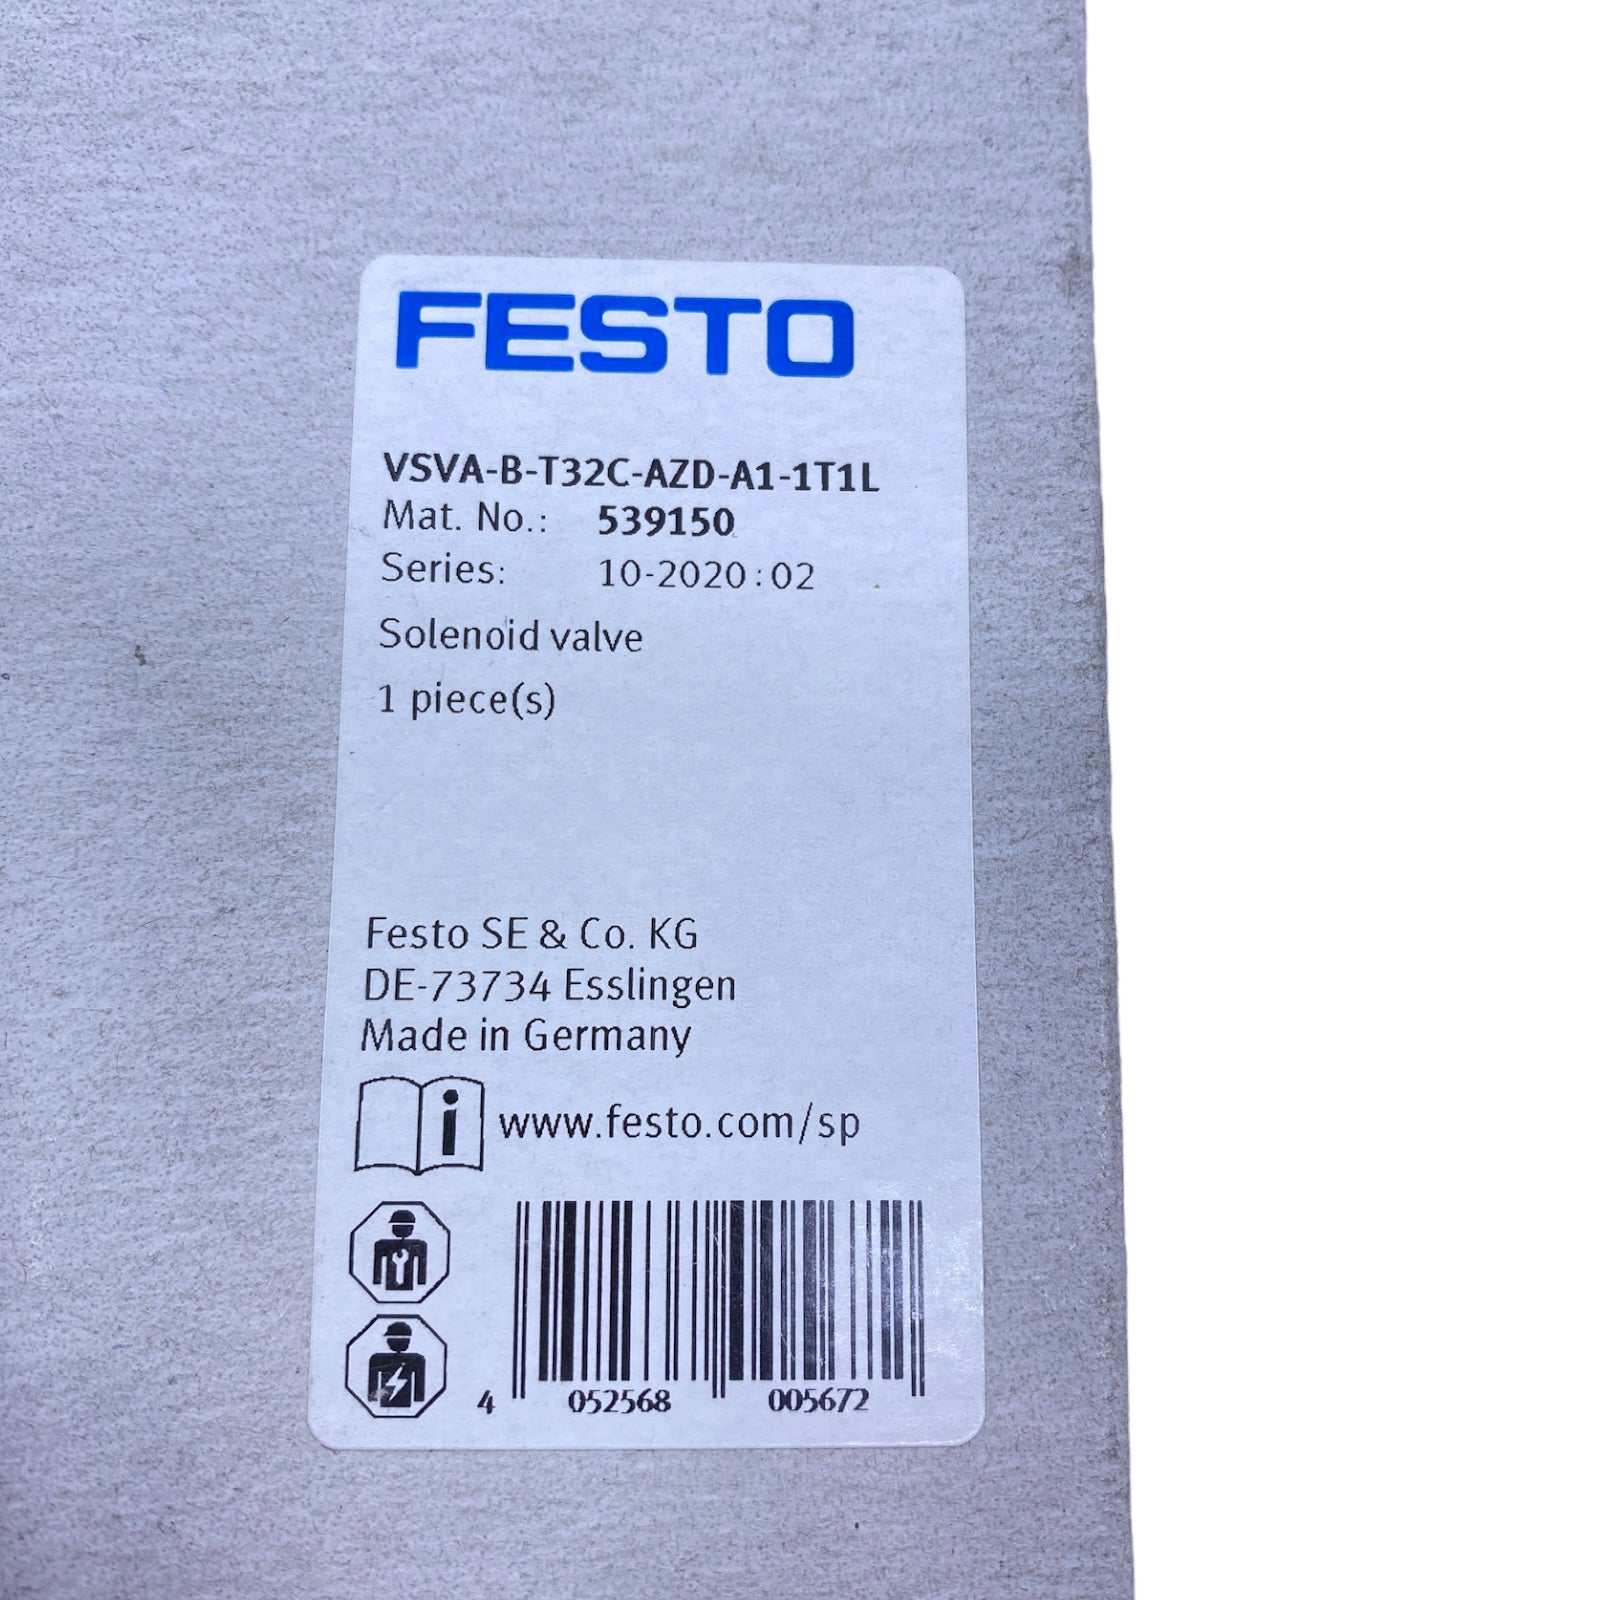 FESTO
VSVA-B-T32C-AZD-A1-1T1L
Mat. No.: 539150
Series: 10-2020:02
Solenoid valve
1 piece(s)
Festo SE & Co. KG
DE-73734 Esslingen
Made in Germany
i www.festo.com/sp
4 052568 005672